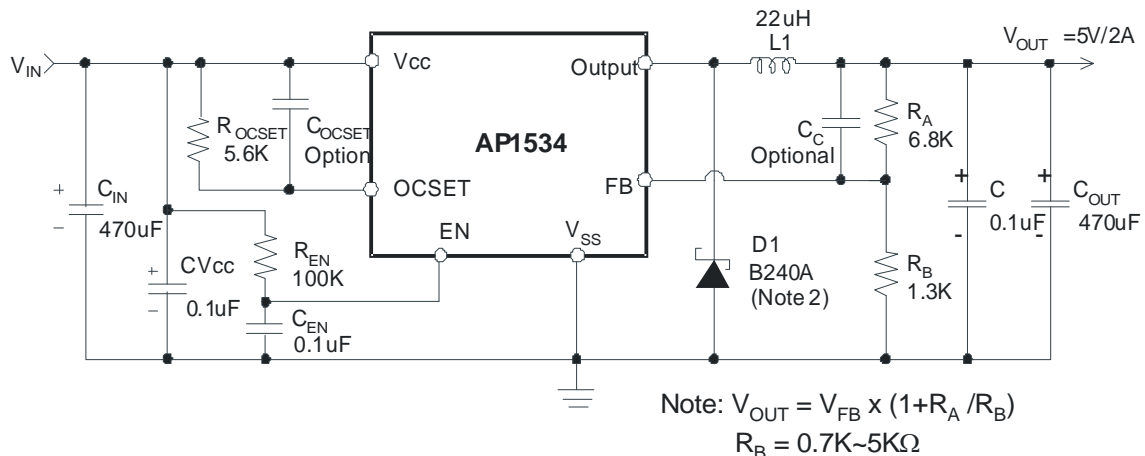 V_IN
Vcc
Output
22uH
L1
V_OUT =5V/2A
R_OCSET
5.6K
C_OCSET
Option
AP1534
C_C
Optional
R_A
6.8K
OCSET
FB
+
C_IN
470uF
-
EN
V_SS
R_EN
100K
+
CVcc
0.1uF
-
C_EN
0.1uF
D1
B240A
(Note 2)
R_B
1.3K
+
C
0.1uF
-
+
C_OUT
470uF
-
Note: V_OUT = V_FB x (1+R_A /R_B)
R_B = 0.7K~5KΩ